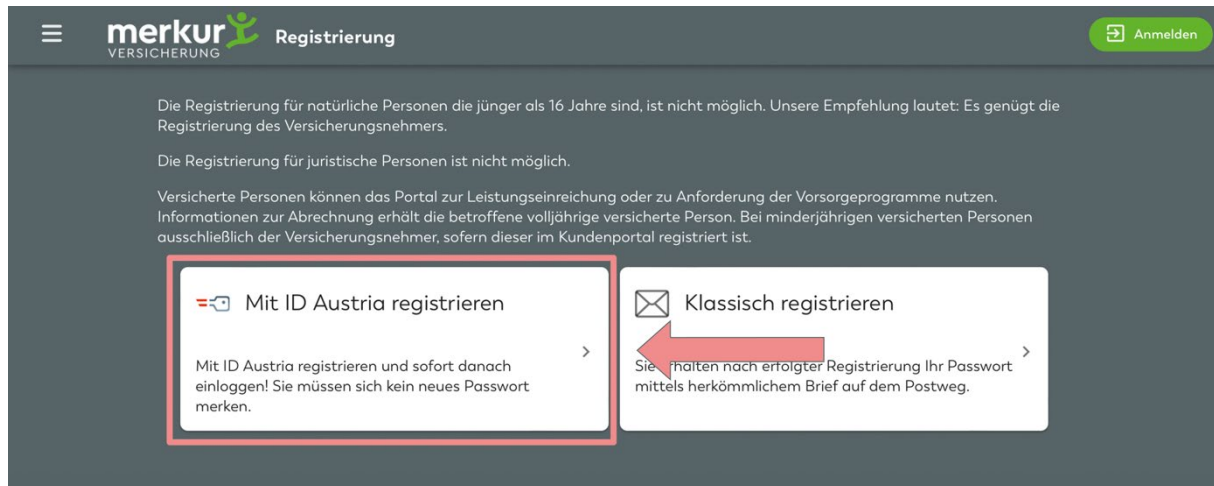 merkur
VERSICHERUNG
Registrierung
Anmelden
Die Registrierung für natürliche Personen die jünger als 16 Jahre sind, ist nicht möglich. Unsere Empfehlung lautet: Es genügt die
Registrierung des Versicherungsnehmers.
Die Registrierung für juristische Personen ist nicht möglich.
Versicherte Personen können das Portal zur Leistungseinreichung oder zu Anforderung der Vorsorgeprogramme nutzen.
Informationen zur Abrechnung erhält die betroffene volljährige versicherte Person. Bei minderjährigen versicherten Personen
ausschließlich der Versicherungsnehmer, sofern dieser im Kundenportal registriert ist.
Mit ID Austria registrieren
Mit ID Austria registrieren und sofort danach
einloggen! Sie müssen sich kein neues Passwort
merken.
Klassisch registrieren
Sie erhalten nach erfolgter Registrierung Ihr Passwort
mittels herkömmlichem Brief auf dem Postweg.